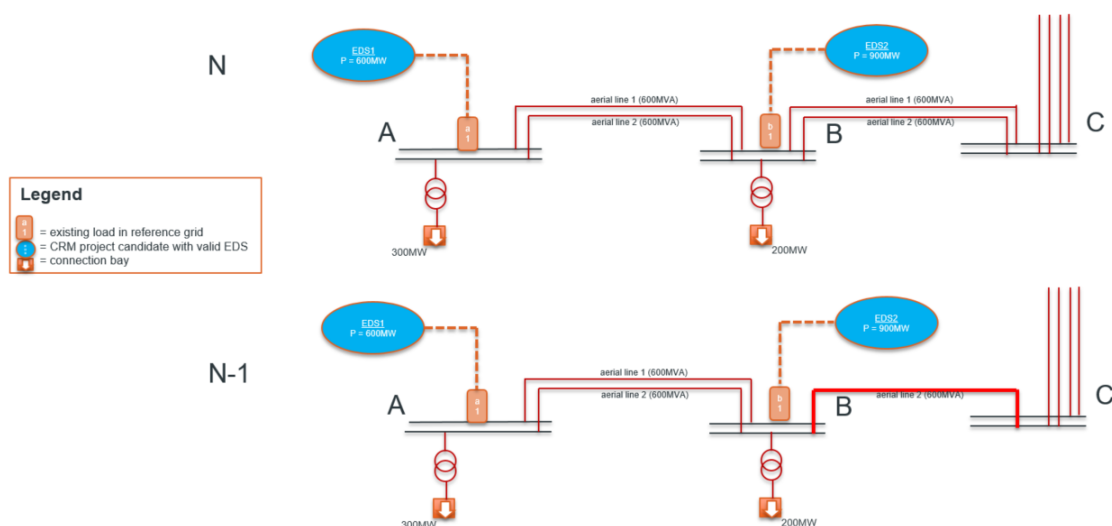 N
EDS1
P = 600MW
EDS2
P = 900MW
aerial line 1 (600MVA)
aerial line 2 (600MVA)
aerial line 1 (600MVA)
aerial line 2 (600MVA)
A
a
1
b
1
B
C
300MW
200MW
Legend
a
1
= existing load in reference grid
= CRM project candidate with valid EDS
= connection bay
N-1
EDS1
P = 600MW
EDS2
P = 900MW
aerial line 1 (600MVA)
aerial line 2 (600MVA)
aerial line 2 (600MVA)
A
a
1
b
1
B
C
300MW
200MW